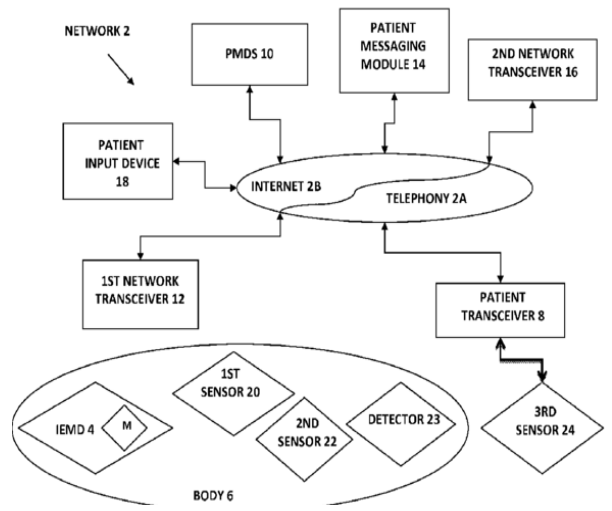 NETWORK 2
PMDS 10
PATIENT
MESSAGING
MODULE 14
2ND NETWORK
TRANSCEIVER 16
PATIENT
INPUT DEVICE
18
INTERNET 2B
TELEPHONY 2A
1ST NETWORK
TRANSCEIVER 12
PATIENT
TRANSCEIVER 8
1ST
SENSOR 20
IEMD 4
M
2ND
SENSOR 22
DETECTOR 23
3RD
SENSOR 24
BODY 6